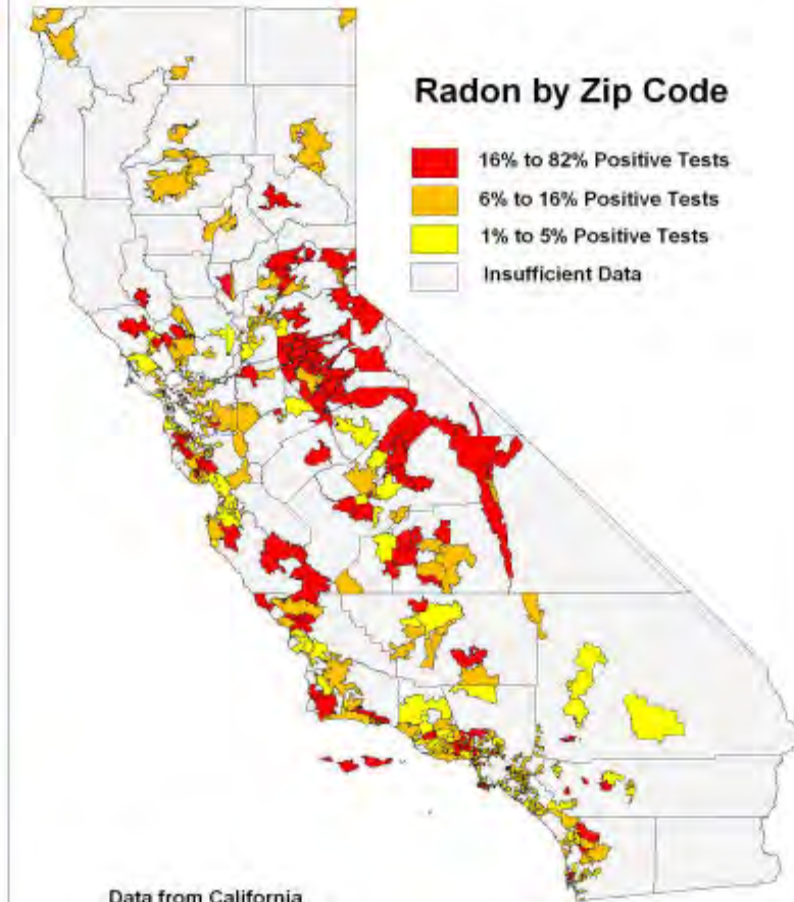 Radon by Zip Code
16% to 82% Positive Tests
6% to 16% Positive Tests
1% to 5% Positive Tests
Insufficient Data
Data from California